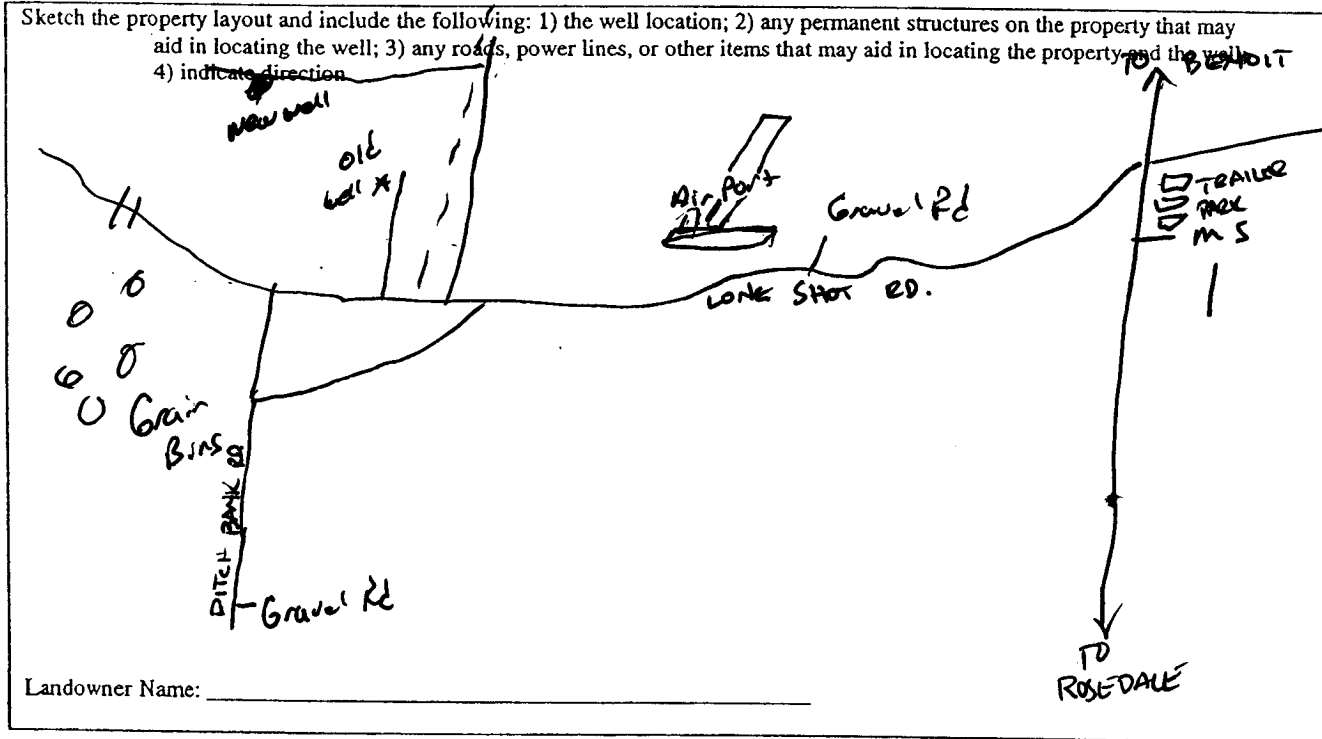 Sketch the property layout and include the following: 1) the well location; 2) any permanent structures on the property that may
aid in locating the well; 3) any roads, power lines, or other items that may aid in locating the property and the well;
4) indicate direction
TO BENOIT
New well
Old
well
Air Port
Gravel Rd
TRAILER
PARK
M S
1
LONG SHOT RD.
Grain
Bins
DITCH BANK RD
Gravel Rd
TO
ROSEDALE
Landowner Name: